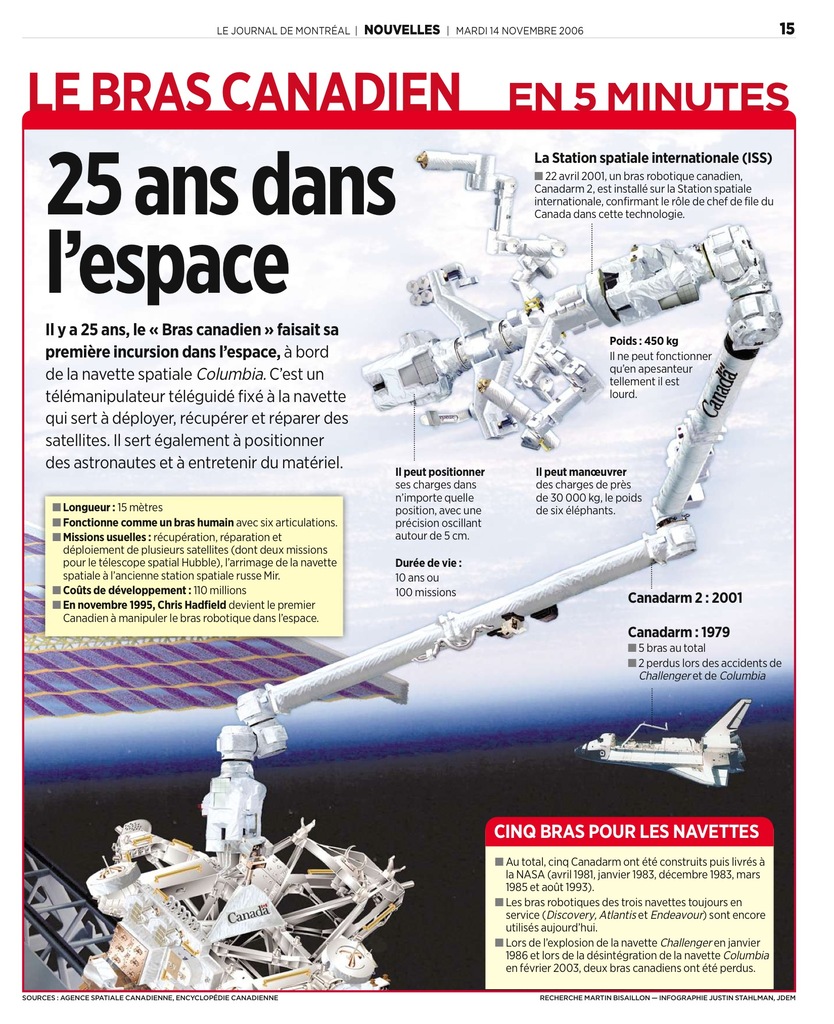 LE JOURNAL DE MONTRÉAL | NOUVELLES | MARDI 14 NOVEMBRE 2006
15
LE BRAS CANADIEN EN 5 MINUTES
25 ans dans
l'espace
Il y a 25 ans, le « Bras canadien » faisait sa
première incursion dans l'espace, à bord
de la navette spatiale Columbia. C'est un
télémanipulateur téléguidé fixé à la navette
qui sert à déployer, récupérer et réparer des
satellites. Il sert également à positionner
des astronautes et à entretenir du matériel.
■ Longueur : 15 mètres
■ Fonctionne comme un bras humain avec six articulations.
■ Missions usuelles : récupération, réparation et
déploiement de plusieurs satellites (dont deux missions
pour le télescope spatial Hubble), l'arrimage de la navette
spatiale à l'ancienne station spatiale russe Mir.
■ Coûts de développement : 110 millions
■ En novembre 1995, Chris Hadfield devient le premier
Canadien à manipuler le bras robotique dans l'espace.
La Station spatiale internationale (ISS)
■ 22 avril 2001, un bras robotique canadien,
Canadarm 2, est installé sur la Station spatiale
internationale, confirmant le rôle de chef de file du
Canada dans cette technologie.
Poids : 450 kg
Il ne peut fonctionner
qu'en apesanteur
tellement il est
lourd.
Canada
Il peut positionner
ses charges dans
n'importe quelle
position, avec une
précision oscillant
autour de 5 cm.
Durée de vie :
10 ans ou
100 missions
Il peut manœuvrer
des charges de près
de 30 000 kg, le poids
de six éléphants.
Canadarm 2 : 2001
Canadarm : 1979
■ 5 bras au total
■ 2 perdus lors des accidents de
Challenger et de Columbia
Canada
CINQ BRAS POUR LES NAVETTES
■ Au total, cinq Canadarm ont été construits puis livrés à
la NASA (avril 1981, janvier 1983, décembre 1983, mars
1985 et août 1993).
■ Les bras robotiques des trois navettes toujours en
service (Discovery, Atlantis et Endeavour) sont encore
utilisés aujourd'hui.
■ Lors de l'explosion de la navette Challenger en janvier
1986 et lors de la désintégration de la navette Columbia
en février 2003, deux bras canadiens ont été perdus.
SOURCES : AGENCE SPATIALE CANADIENNE, ENCYCLOPÉDIE CANADIENNE
RECHERCHE MARTIN BISAILLON — INFOGRAPHIE JUSTIN STAHLMAN, JDEM